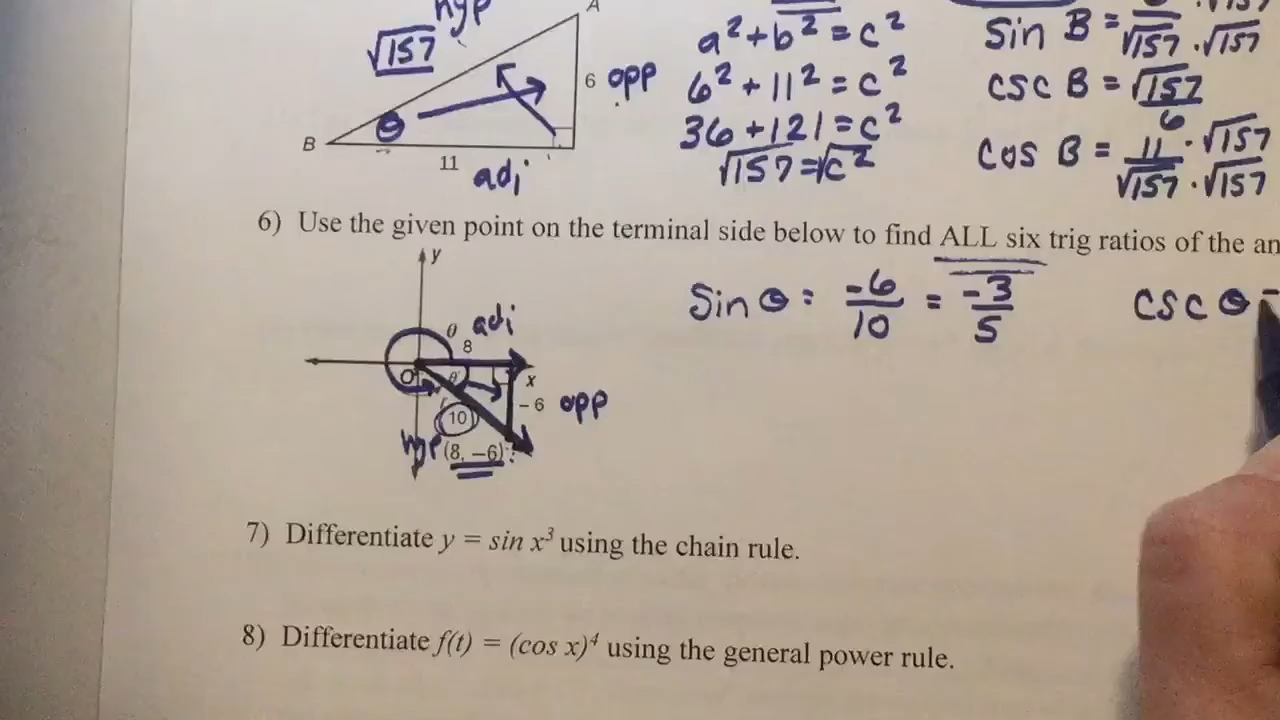 hyp
A
√157
6 opp
θ
B
11
adj
a² + b² = c²
6² + 11² = c²
36 + 121 = c²
√157 = √c²
Sin B = √157 · √157
csc B = √157
6
cos B = 11 · √157
√157 · √157
6) Use the given point on the terminal side below to find ALL six trig ratios of the an
y
θ adj
8
O
θ'
x
-6 opp
10
hyp (8, -6)
Sin θ = -6/10 = -3/5
csc θ =
7) Differentiate y = sin x³ using the chain rule.
8) Differentiate f(t) = (cos x)⁴ using the general power rule.